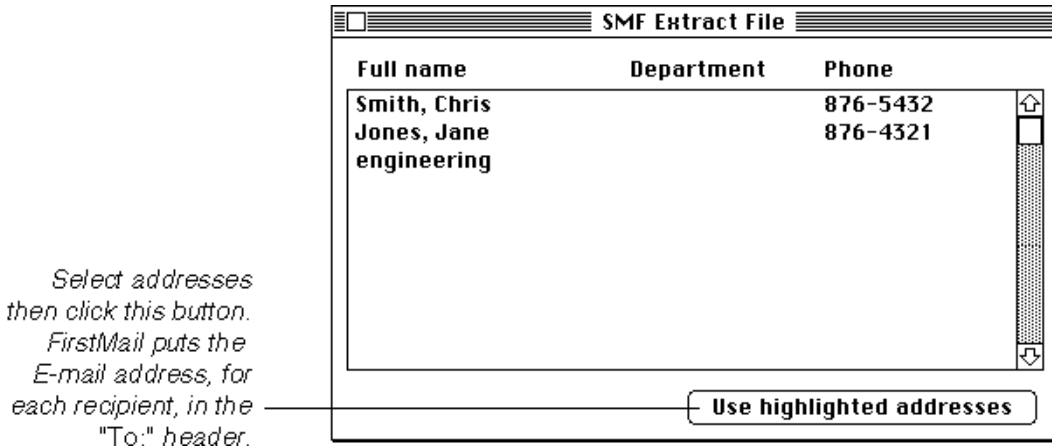 SMF Extract File
Full name Department Phone
Smith, Chris 876-5432
Jones, Jane 876-4321
engineering
Select addresses
then click this button.
FirstMail puts the
E-mail address, for
each recipient, in the
"To:" header.
Use highlighted addresses